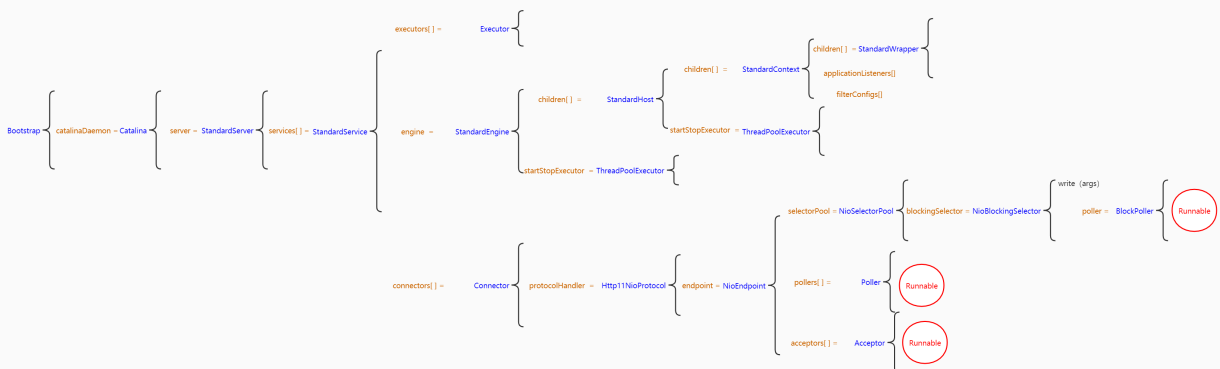 executors[ ] = Executor
children[ ] = StandardWrapper
children[ ] = StandardContext
applicationListeners[]
filterConfigs[]
children[ ] = StandardHost
startStopExecutor = ThreadPoolExecutor
Bootstrap
catalinaDaemon = Catalina
server = StandardServer
services[ ] = StandardService
engine = StandardEngine
startStopExecutor = ThreadPoolExecutor
selectorPool = NioSelectorPool
blockingSelector = NioBlockingSelector
write（args）
poller = BlockPoller
Runnable
connectors[ ] = Connector
protocolHandler = Http11NioProtocol
endpoint = NioEndpoint
pollers[ ] = Poller
Runnable
acceptors[ ] = Acceptor
Runnable